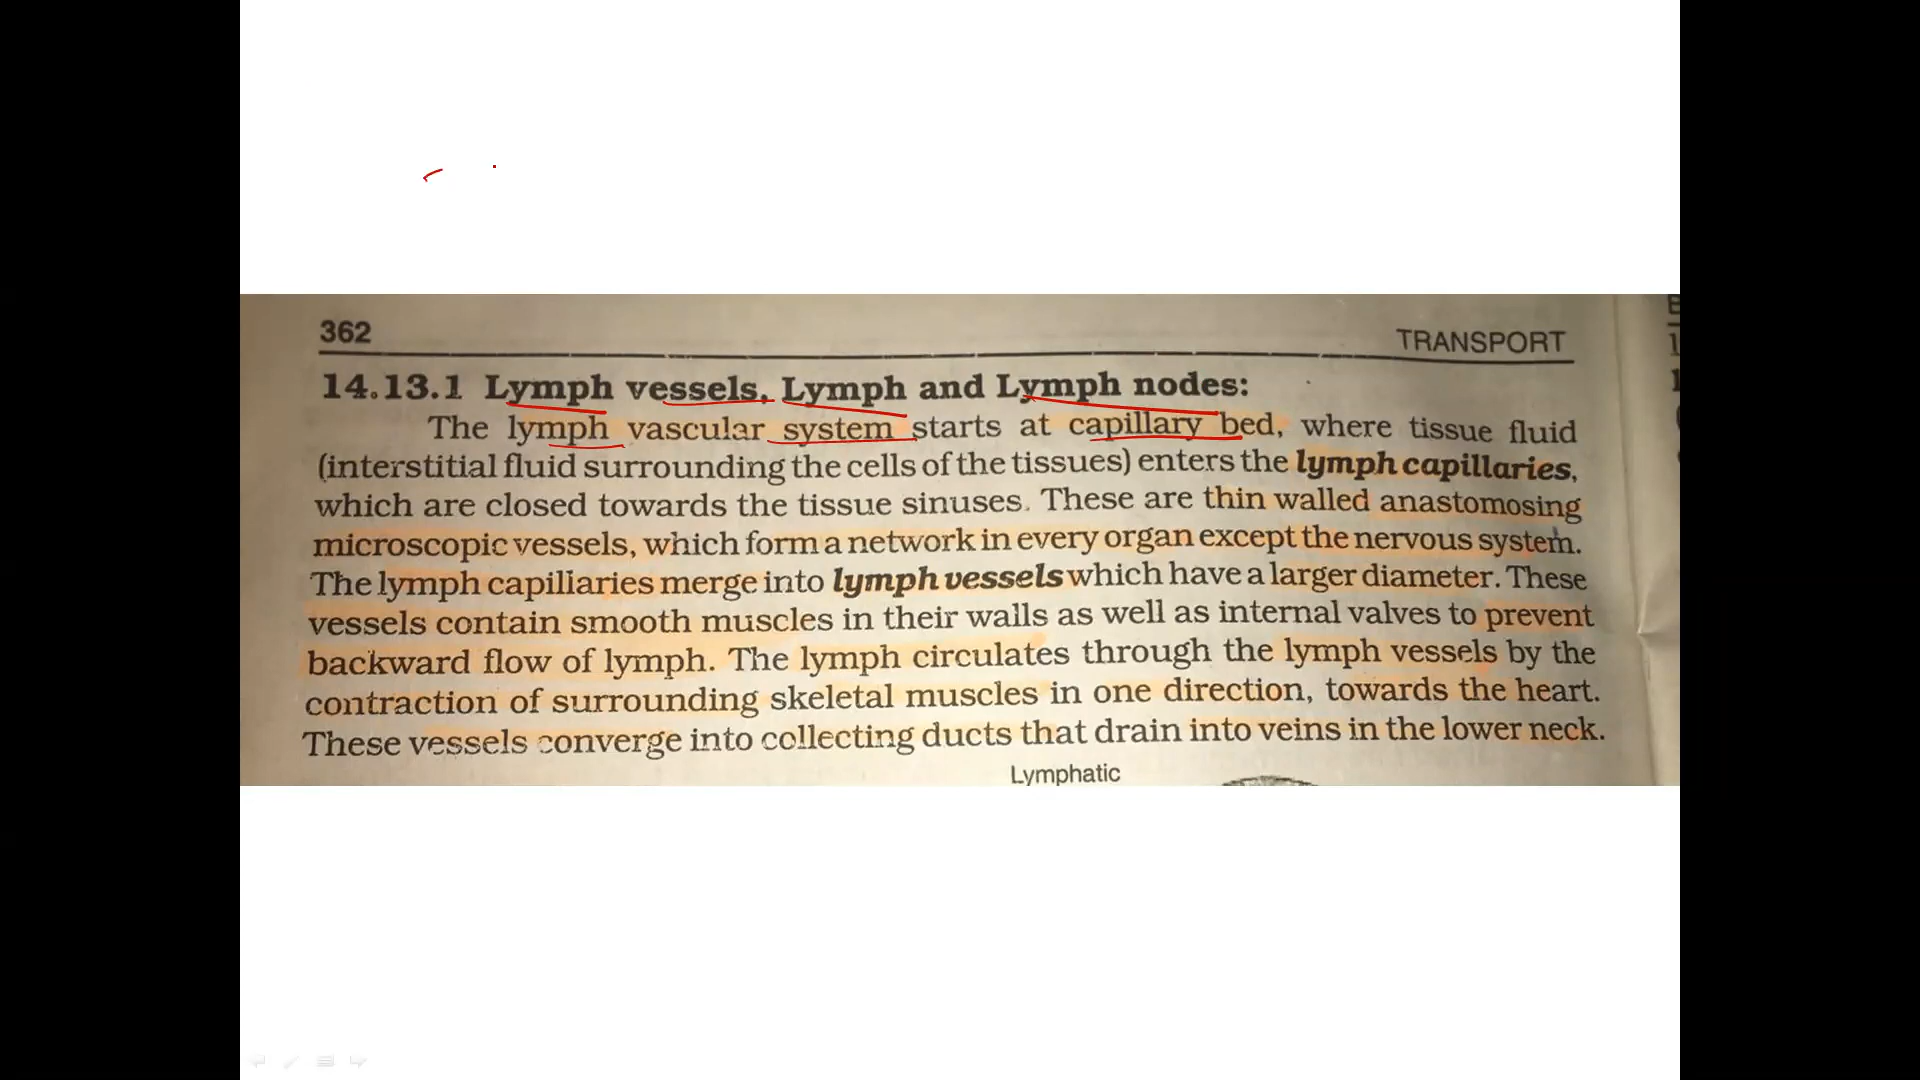 362
TRANSPORT
14.13.1 Lymph vessels, Lymph and Lymph nodes:
The lymph vascular system starts at capillary bed, where tissue fluid
(interstitial fluid surrounding the cells of the tissues) enters the lymph capillaries,
which are closed towards the tissue sinuses. These are thin walled anastomosing
microscopic vessels, which form a network in every organ except the nervous system.
The lymph capillaries merge into lymph vessels which have a larger diameter. These
vessels contain smooth muscles in their walls as well as internal valves to prevent
backward flow of lymph. The lymph circulates through the lymph vessels by the
contraction of surrounding skeletal muscles in one direction, towards the heart.
These vessels converge into collecting ducts that drain into veins in the lower neck.
Lymphatic